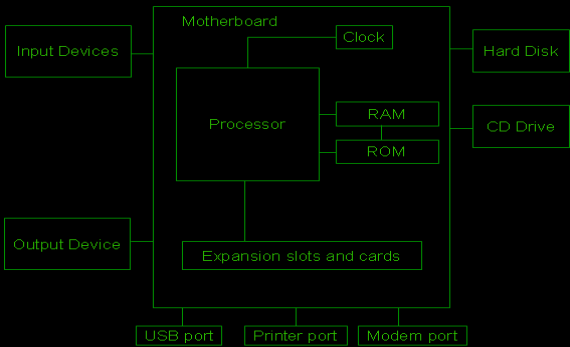 Motherboard
Clock
Input Devices
Hard Disk
Processor
RAM
CD Drive
ROM
Output Device
Expansion slots and cards
USB port
Printer port
Modem port